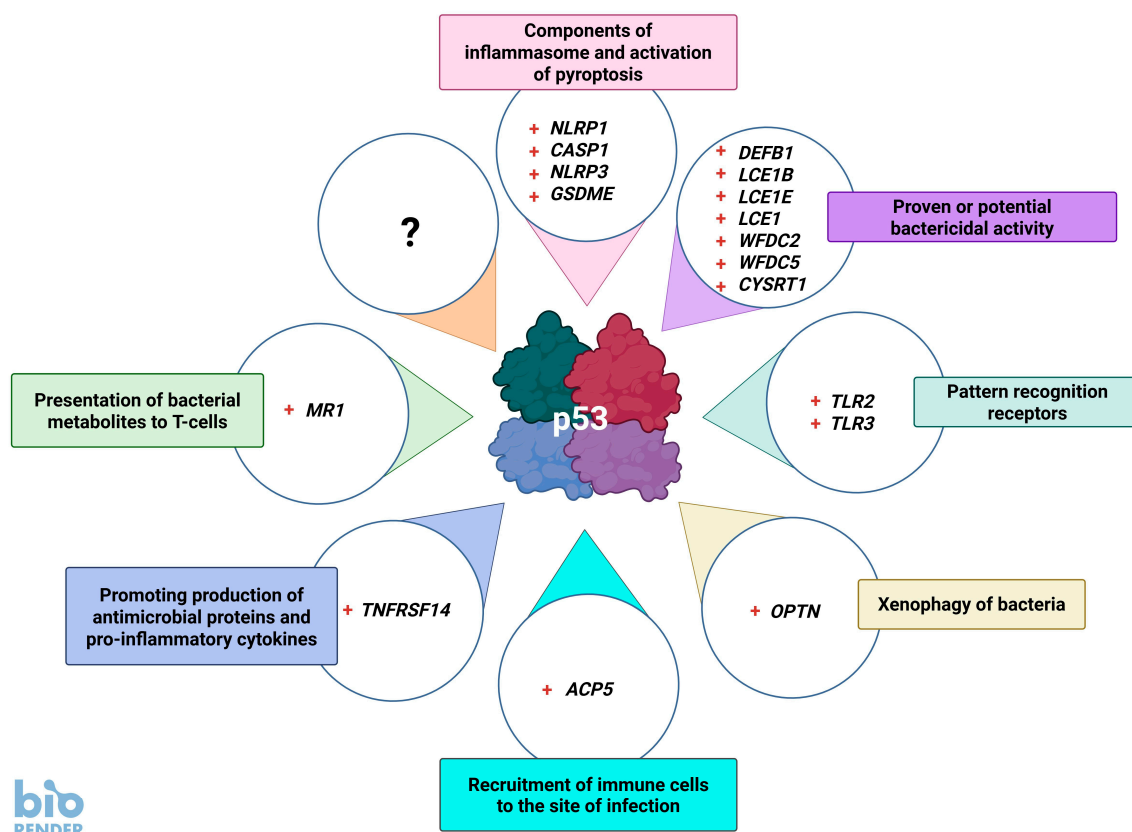 Components of
inflammasome and activation
of pyroptosis
+ NLRP1
+ CASP1
+ NLRP3
+ GSDME
+ DEFB1
+ LCE1B
+ LCE1E
+ LCE1
+ WFDC2
+ WFDC5
+ CYSRT1
Proven or potential
bactericidal activity
?
Presentation of bacterial
metabolites to T-cells
+ MR1
p53
+ TLR2
+ TLR3
Pattern recognition
receptors
Promoting production of
antimicrobial proteins and
pro-inflammatory cytokines
+ TNFRSF14
+ OPTN
Xenophagy of bacteria
+ ACP5
Recruitment of immune cells
to the site of infection
bio
RENDER